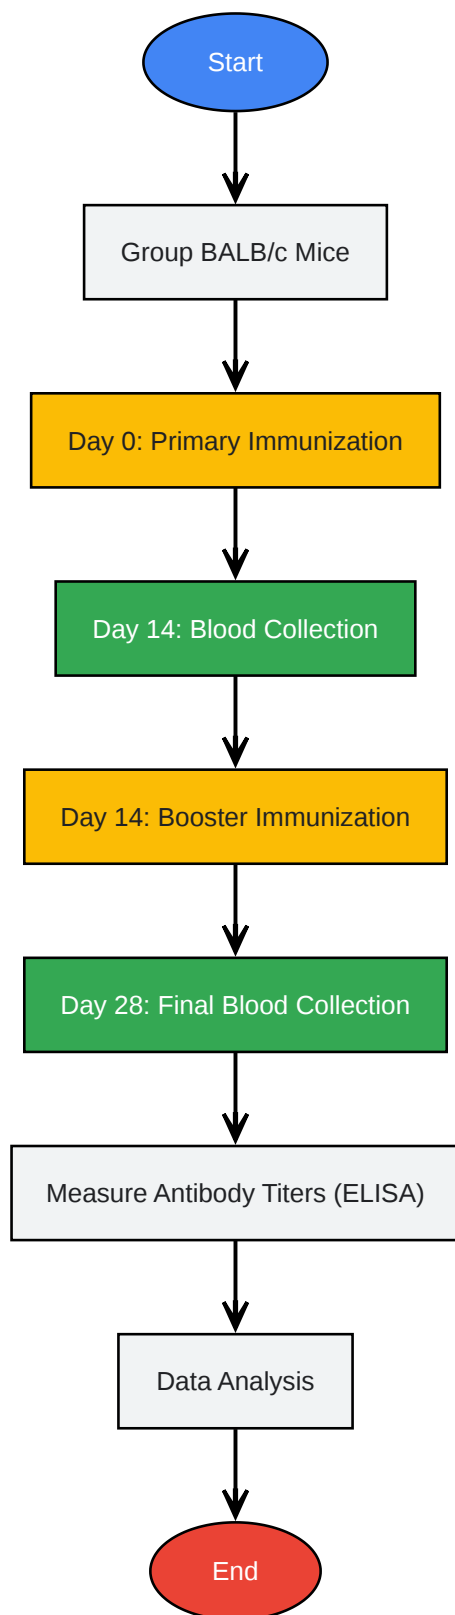 Start
Group BALB/c Mice
Day 0: Primary Immunization
Day 14: Blood Collection
Day 14: Booster Immunization
Day 28: Final Blood Collection
Measure Antibody Titers (ELISA)
Data Analysis
End